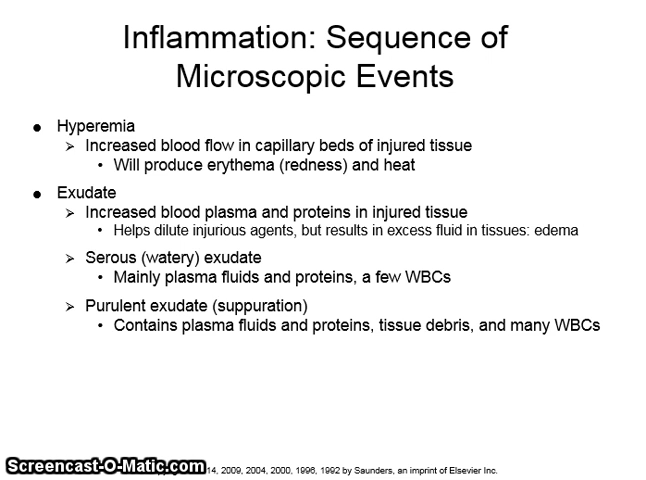 Inflammation: Sequence of
Microscopic Events
● Hyperemia
➢ Increased blood flow in capillary beds of injured tissue
• Will produce erythema (redness) and heat
● Exudate
➢ Increased blood plasma and proteins in injured tissue
• Helps dilute injurious agents, but results in excess fluid in tissues: edema
➢ Serous (watery) exudate
• Mainly plasma fluids and proteins, a few WBCs
➢ Purulent exudate (suppuration)
• Contains plasma fluids and proteins, tissue debris, and many WBCs
Screencast-O-Matic.com 14, 2009, 2004, 2000, 1996, 1992 by Saunders, an imprint of Elsevier Inc.